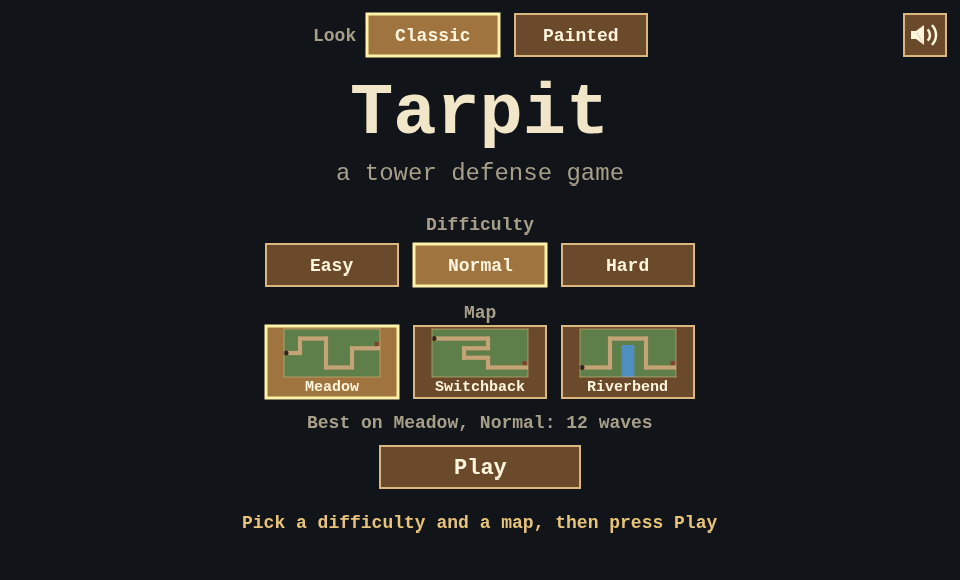 Look Classic Painted
Tarpit
a tower defense game
Difficulty
Easy Normal Hard
Map
Meadow Switchback Riverbend
Best on Meadow, Normal: 12 waves
Play
Pick a difficulty and a map, then press Play